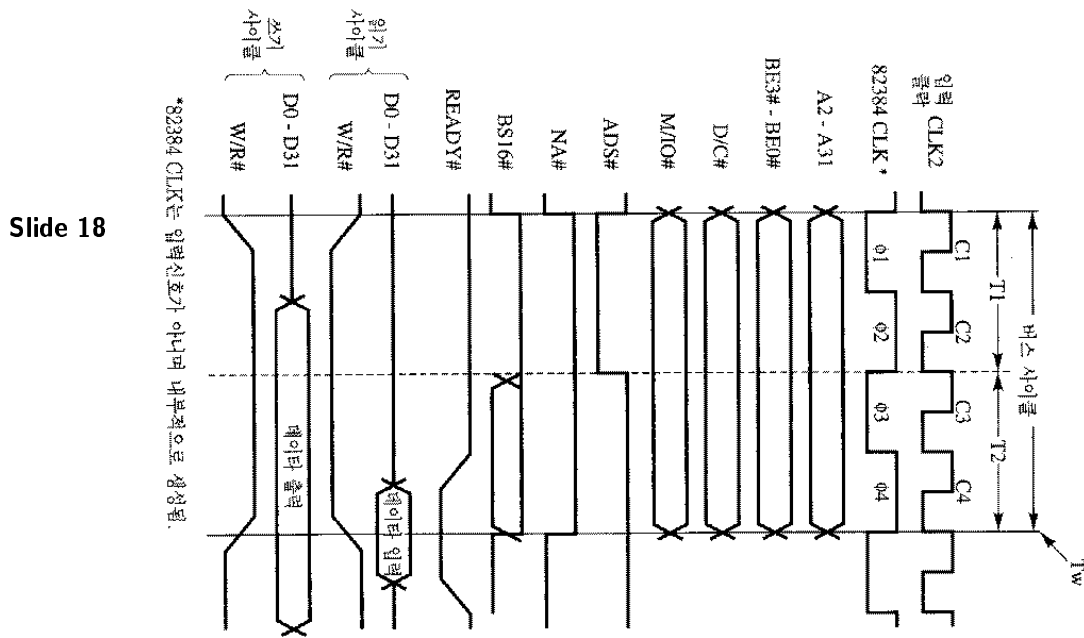 Slide 18
버스 사이클
T1
T2
Tw
입력
클락
CLK2
C1
C2
C3
C4
82384 CLK *
φ1
φ2
φ3
φ4
A2 - A31
BE3# - BE0#
D/C#
M/IO#
ADS#
NA#
BS16#
READY#
읽기
사이클
D0 - D31
데이타 입력
W/R#
쓰기
사이클
D0 - D31
데이타 출력
W/R#
*82384 CLK는 입력신호가 아니며 내부적으로 생성됨.